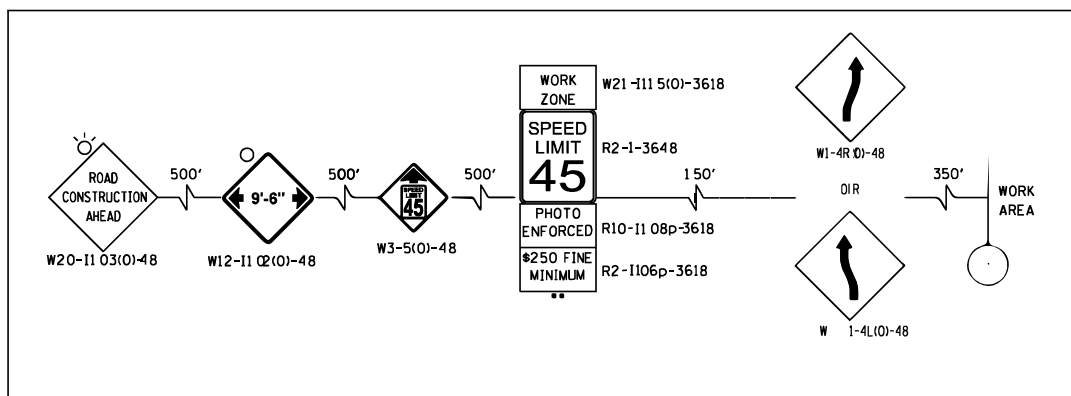 ROAD
CONSTRUCTION
AHEAD
W20-I1 03(0)-48
500'
9'-6"
W12-I1 02(0)-48
500'
SPEED
LIMIT
45
W3-5(0)-48
500'
WORK
ZONE
W21-I11 5(0)-3618
SPEED
LIMIT
45
R2-1-3648
PHOTO
ENFORCED
R10-I1 08p-3618
$250 FINE
MINIMUM
R2-I106p-3618
150'
W1-4R(0)-48
OIR
W 1-4L(0)-48
350'
WORK
AREA